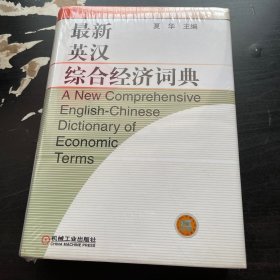 最新
夏 华 主编
英汉
综合经济词典
A New Comprehensive
English-Chinese
Dictionary of
Economic
Terms
机械工业出版社
CHINA MACHINE PRESS